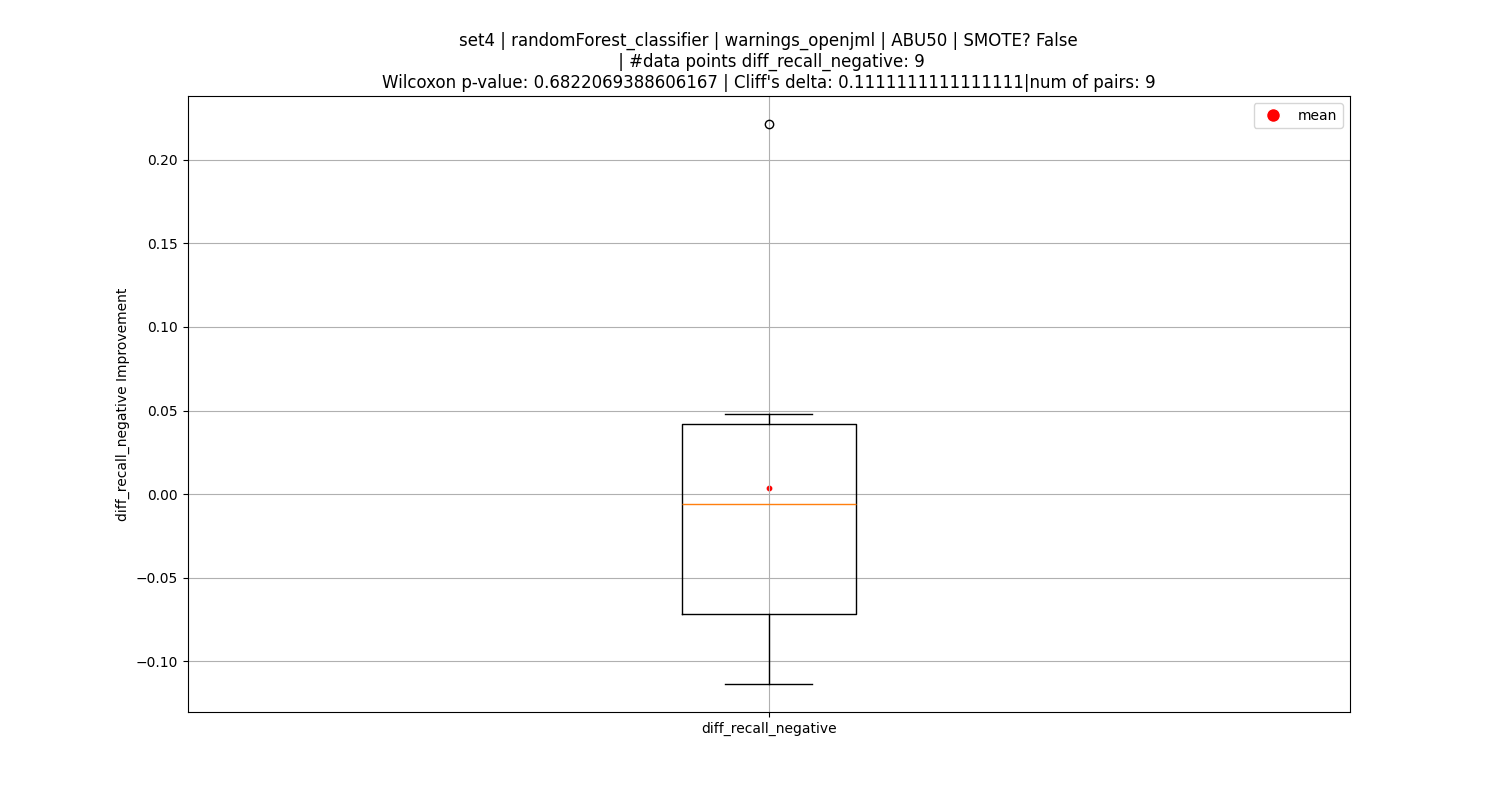 set4 | randomForest_classifier | warnings_openjml | ABU50 | SMOTE? False
| #data points diff_recall_negative: 9
Wilcoxon p-value: 0.6822069388606167 | Cliff's delta: 0.1111111111111111|num of pairs: 9
mean
0.20
0.15
0.10
0.05
0.00
−0.05
−0.10
diff_recall_negative Improvement
diff_recall_negative